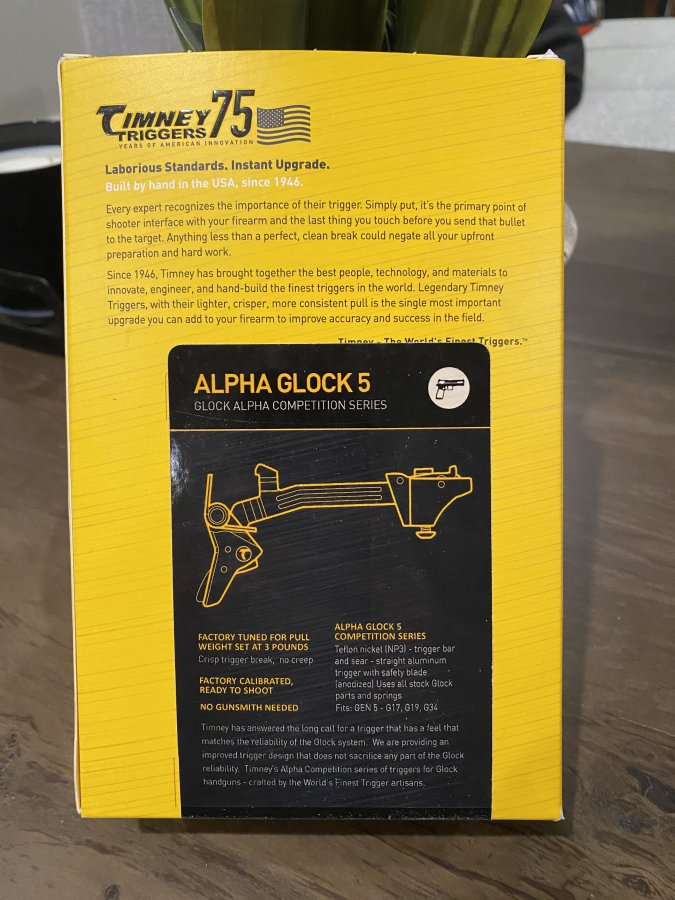 TIMNEY
TRIGGERS
75
YEARS OF AMERICAN INNOVATION
Laborious Standards. Instant Upgrade.
Built by hand in the USA, since 1946.
Every expert recognizes the importance of their trigger. Simply put, it's the primary point of
shooter interface with your firearm and the last thing you touch before you send that bullet
to the target. Anything less than a perfect, clean break could negate all your upfront
preparation and hard work.
Since 1946, Timney has brought together the best people, technology, and materials to
innovate, engineer, and hand-build the finest triggers in the world. Legendary Timney
Triggers, with their lighter, crisper, more consistent pull is the single most important
upgrade you can add to your firearm to improve accuracy and success in the field.
Timney - The World's Finest Triggers.™
ALPHA GLOCK 5
GLOCK ALPHA COMPETITION SERIES
FACTORY TUNED FOR PULL
WEIGHT SET AT 3 POUNDS
Crisp trigger break, no creep
FACTORY CALIBRATED,
READY TO SHOOT
NO GUNSMITH NEEDED
ALPHA GLOCK 5
COMPETITION SERIES
Teflon nickel (NP3) - trigger bar
and sear - straight aluminum
trigger with safety blade
(anodized) Uses all stock Glock
parts and springs
Fits: GEN 5 - G17, G19, G34
Timney has answered the long call for a trigger that has a feel that
matches the reliability of the Glock system. We are providing an
improved trigger design that does not sacrifice any part of the Glock
reliability. Timney's Alpha Competition series of triggers for Glock
handguns - crafted by the World's Finest Trigger artisans.